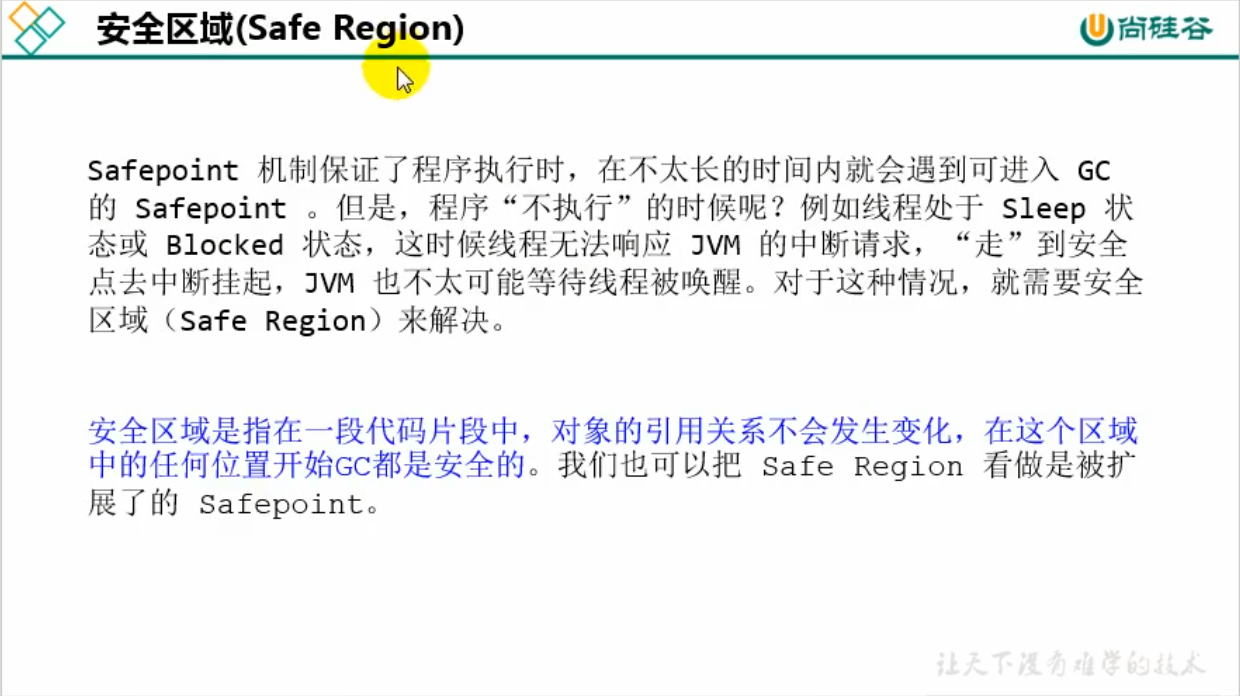 安全区域(Safe Region)
尚硅谷
Safepoint 机制保证了程序执行时，在不太长的时间内就会遇到可进入 GC
的 Safepoint 。但是，程序“不执行”的时候呢？例如线程处于 Sleep 状
态或 Blocked 状态，这时候线程无法响应 JVM 的中断请求，“走”到安全
点去中断挂起，JVM 也不太可能等待线程被唤醒。对于这种情况，就需要安全
区域（Safe Region）来解决。
安全区域是指在一段代码片段中，对象的引用关系不会发生变化，在这个区域
中的任何位置开始GC都是安全的。我们也可以把 Safe Region 看做是被扩
展了的 Safepoint。
让天下没有难学的技术